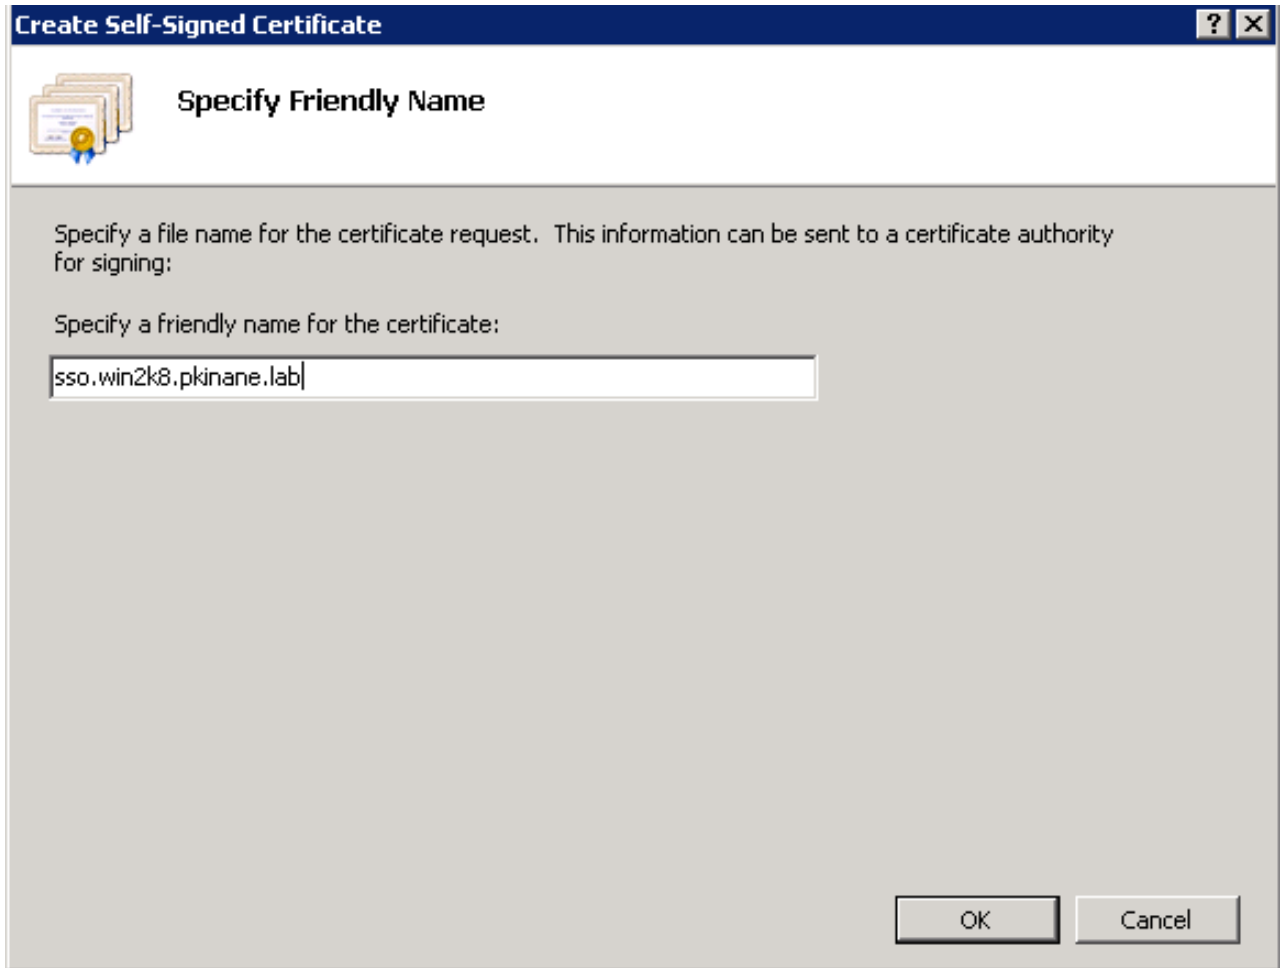 Create Self-Signed Certificate
Specify Friendly Name
Specify a file name for the certificate request.  This information can be sent to a certificate authority
for signing:
Specify a friendly name for the certificate:
sso.win2k8.pkinane.lab
OK Cancel